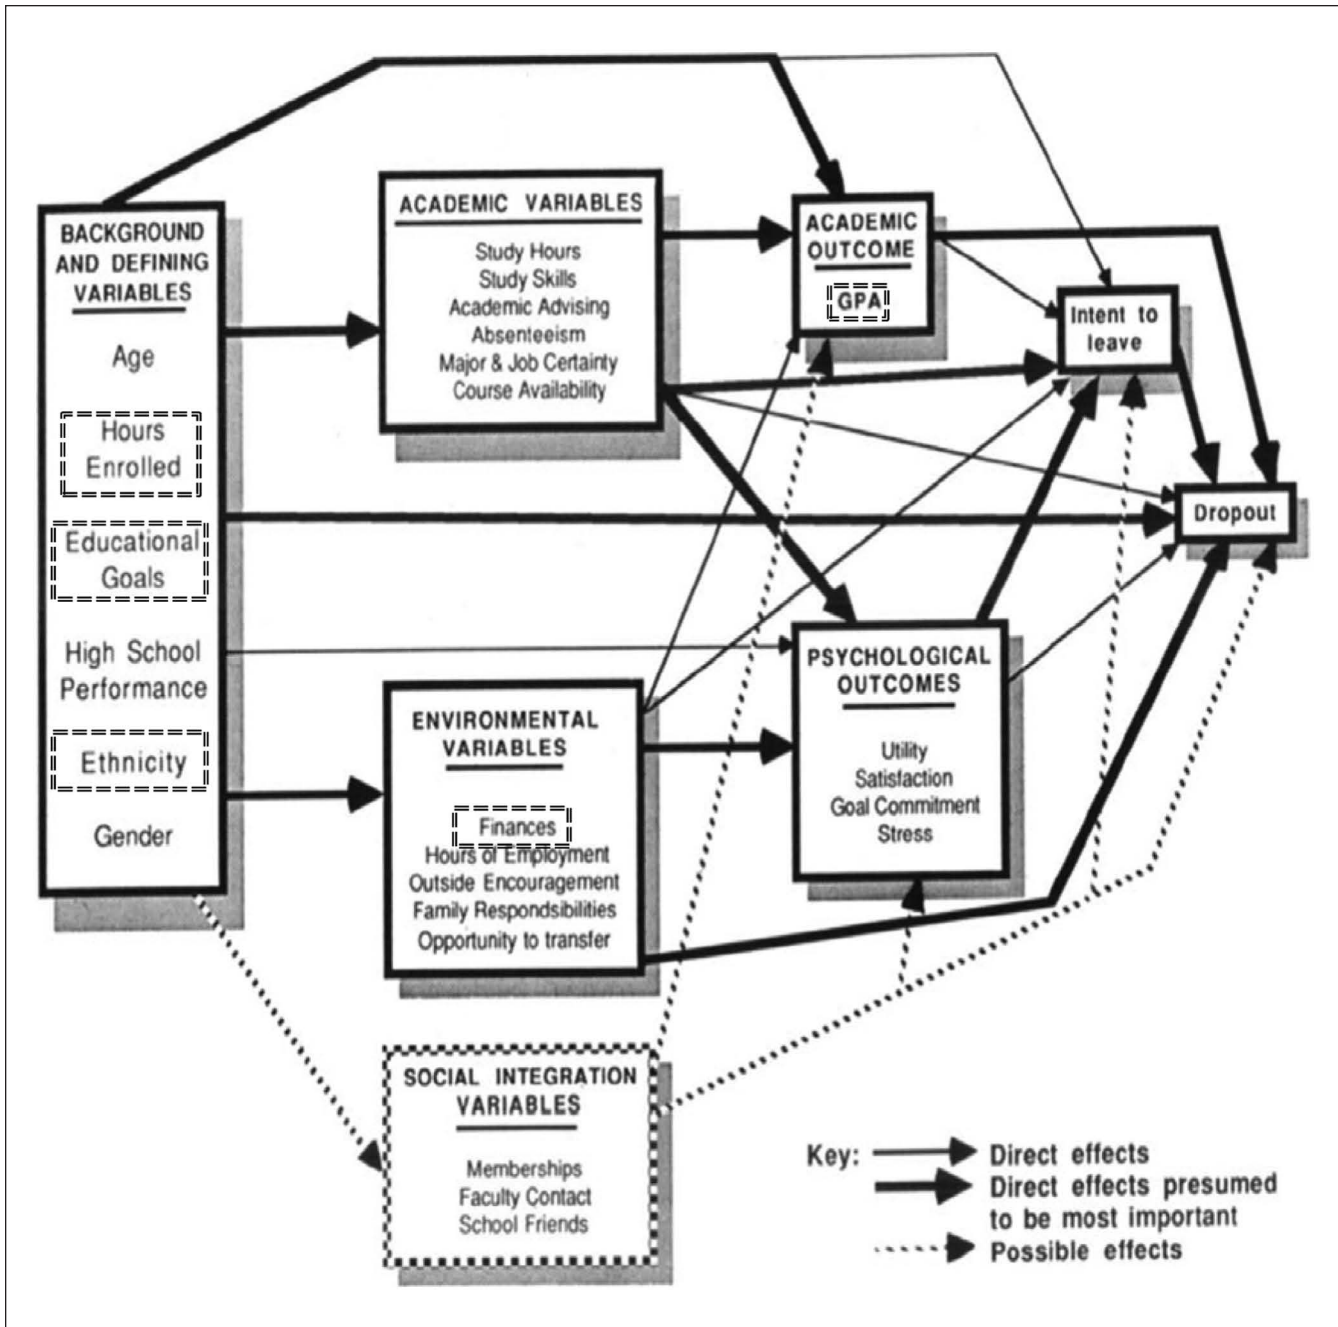 BACKGROUND
AND DEFINING
VARIABLES
Age
Hours
Enrolled
Educational
Goals
High School
Performance
Ethnicity
Gender
ACADEMIC VARIABLES
Study Hours
Study Skills
Academic Advising
Absenteeism
Major & Job Certainty
Course Availability
ENVIRONMENTAL
VARIABLES
Finances
Hours of Employment
Outside Encouragement
Family Respondsibilities
Opportunity to transfer
SOCIAL INTEGRATION
VARIABLES
Memberships
Faculty Contact
School Friends
ACADEMIC
OUTCOME
GPA
PSYCHOLOGICAL
OUTCOMES
Utility
Satisfaction
Goal Commitment
Stress
Intent to
leave
Dropout
Key:
Direct effects
Direct effects presumed
to be most important
Possible effects